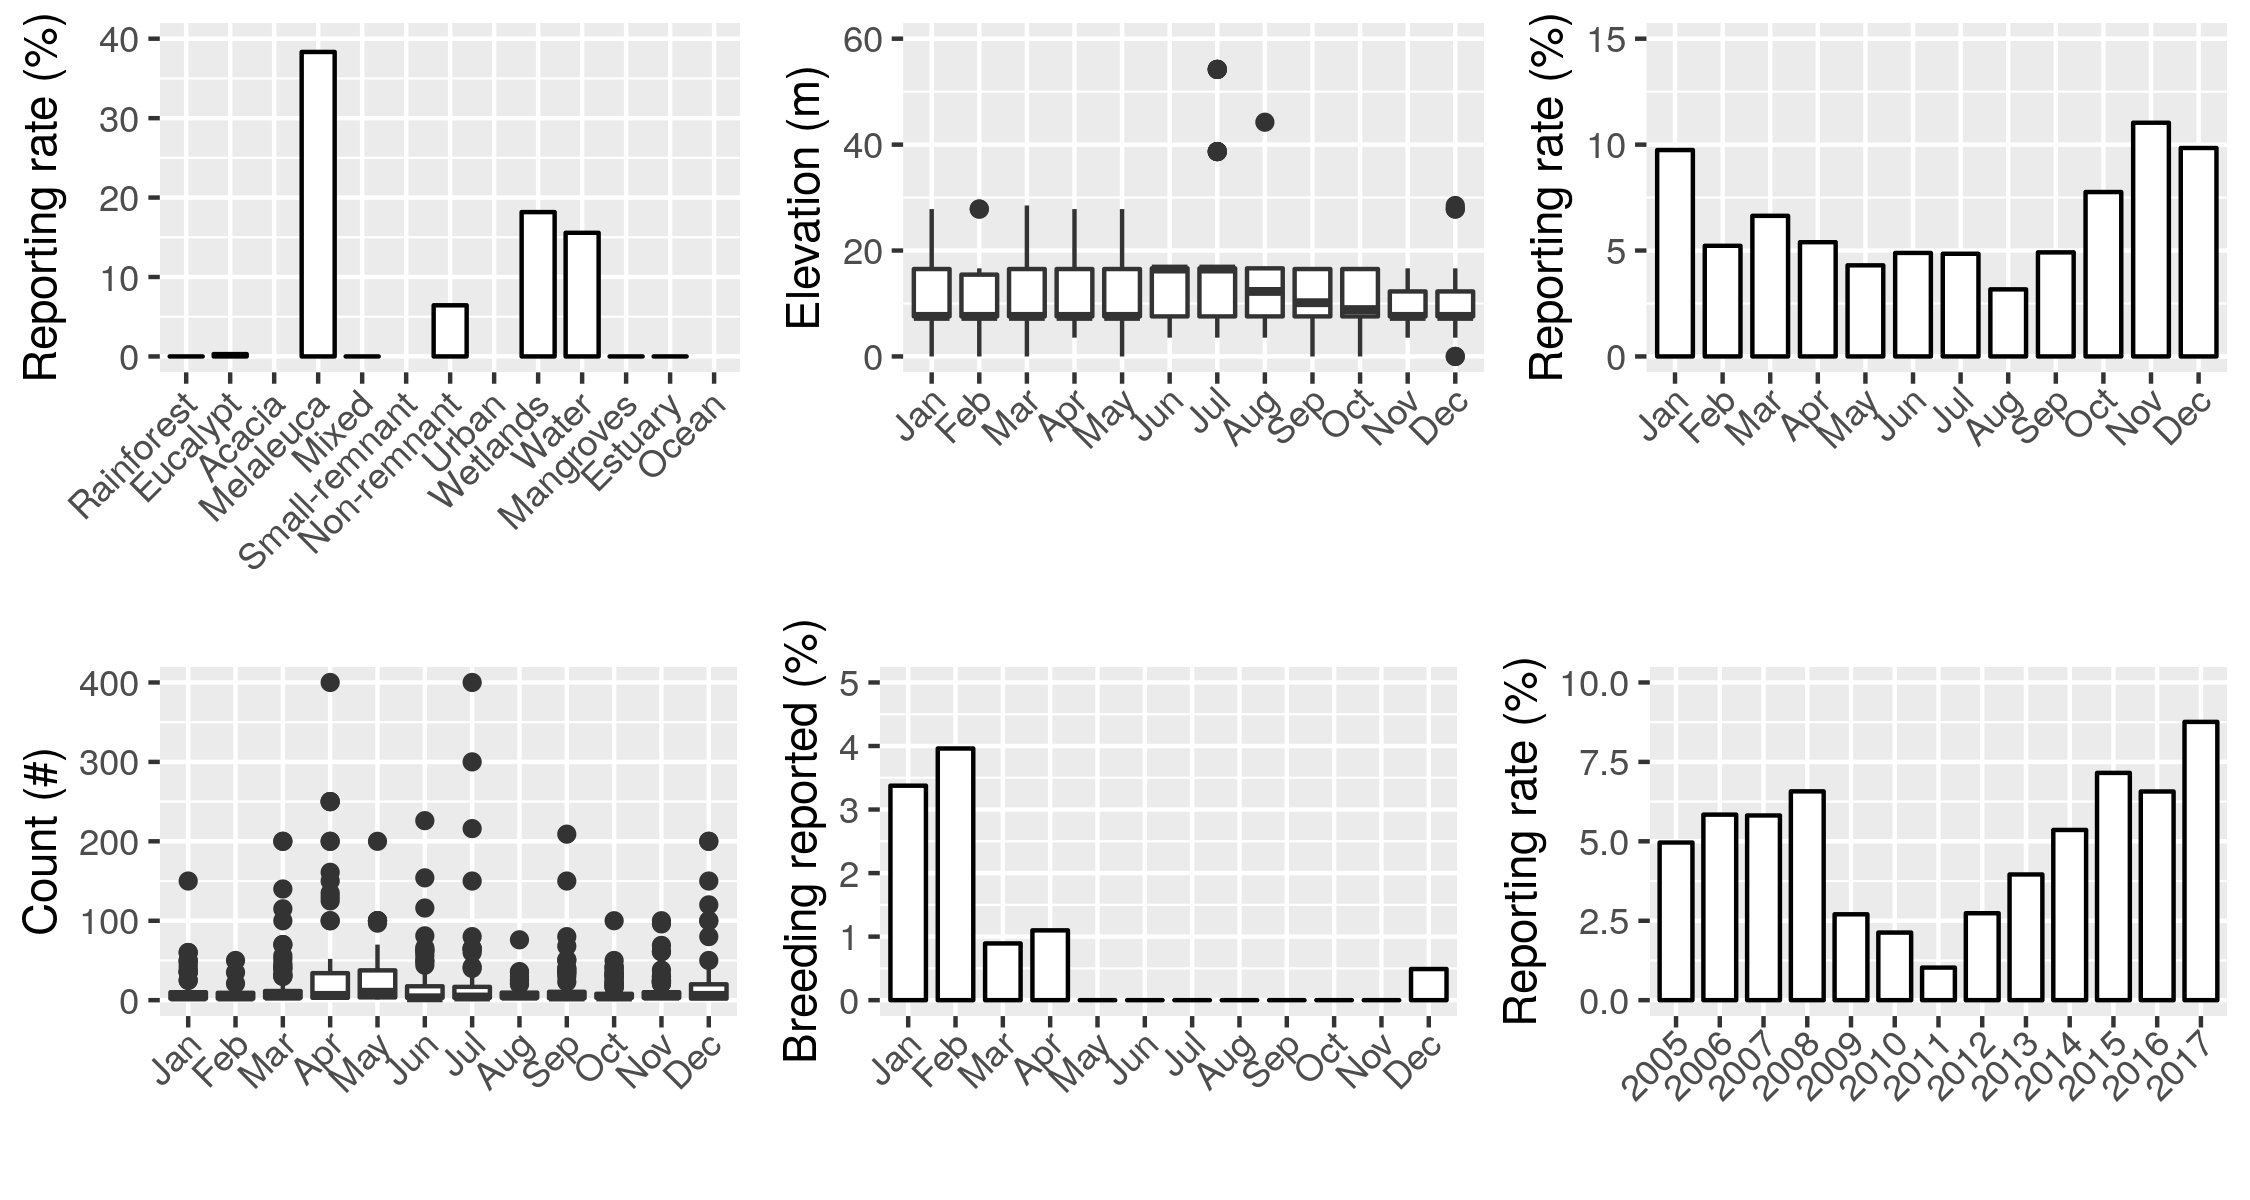 Reporting rate (%)
40
30
20
10
0
Rainforest
Eucalypt
Acacia
Melaleuca
Mixed
Small-remnant
Non-remnant
Urban
Wetlands
Water
Mangroves
Estuary
Ocean
Elevation (m)
60
40
20
0
Jan
Feb
Mar
Apr
May
Jun
Jul
Aug
Sep
Oct
Nov
Dec
Reporting rate (%)
15
10
5
0
Jan
Feb
Mar
Apr
May
Jun
Jul
Aug
Sep
Oct
Nov
Dec
Count (#)
400
300
200
100
0
Jan
Feb
Mar
Apr
May
Jun
Jul
Aug
Sep
Oct
Nov
Dec
Breeding reported (%)
5
4
3
2
1
0
Jan
Feb
Mar
Apr
May
Jun
Jul
Aug
Sep
Oct
Nov
Dec
Reporting rate (%)
10.0
7.5
5.0
2.5
0.0
2005
2006
2007
2008
2009
2010
2011
2012
2013
2014
2015
2016
2017